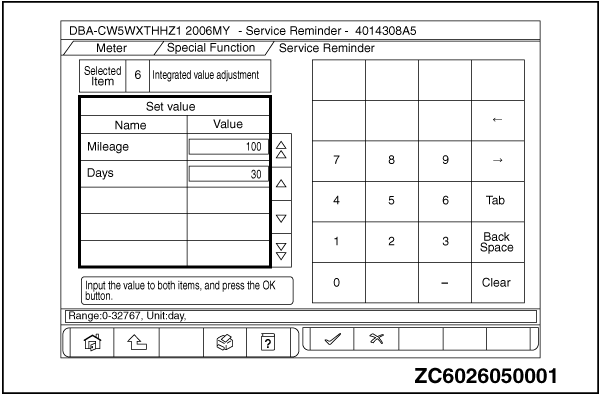 DBA-CW5WXTHHZ1 2006MY - Service Reminder - 4014308A5
Meter / Special Function / Service Reminder
Selected Item 6 Integrated value adjustment
Set value
Name Value
Mileage 100
Days 30
←
7 8 9 →
4 5 6 Tab
1 2 3 Back Space
0 – Clear
Input the value to both items, and press the OK
button.
Range:0-32767, Unit:day,
?
ZC6026050001